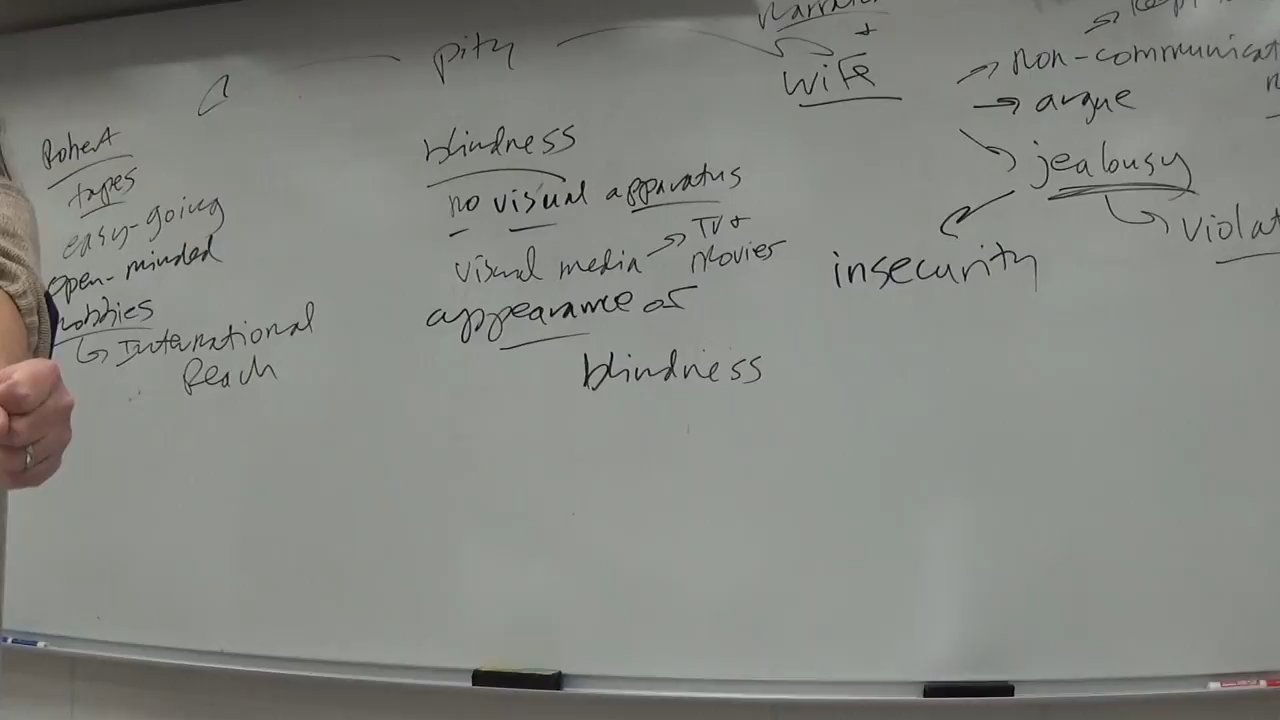 pity
Robert
tapes
easy-going
open-minded
hobbies
↳ International
Reach
blindness
no visual apparatus
visual media → TV +
movies
appearance of
blindness
+
wife
→ non-communicat
→ argue
→ jealousy
insecurity
↳ violat